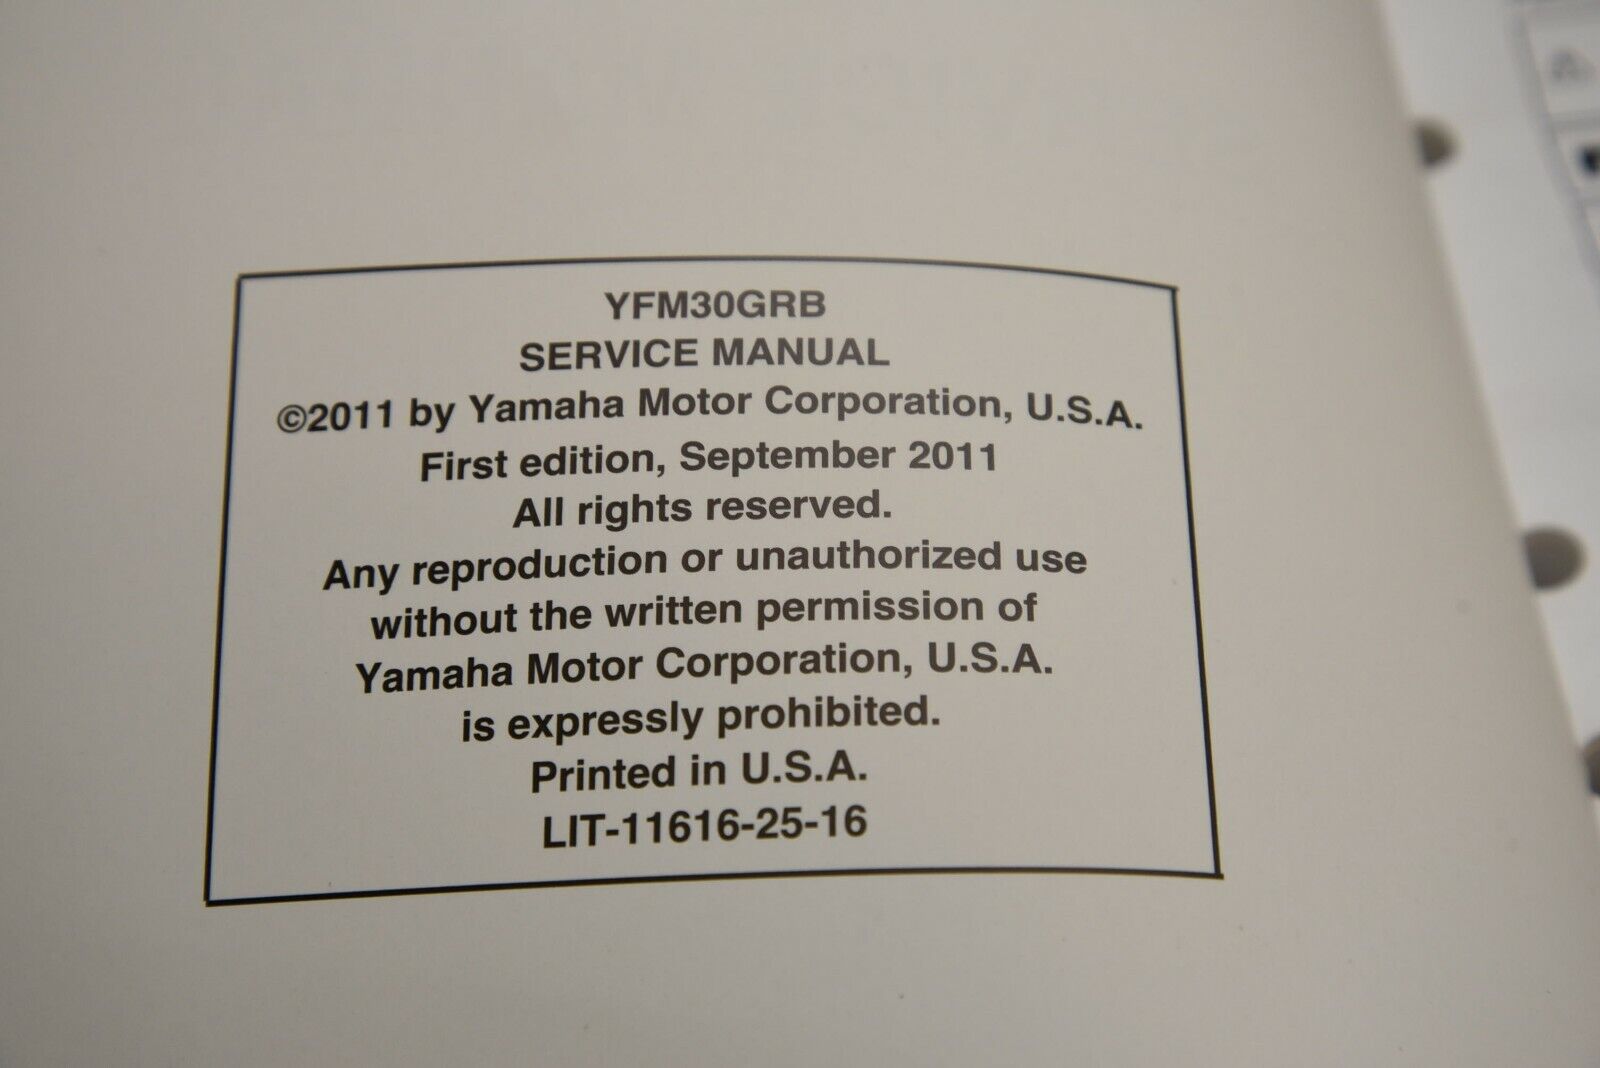 YFM30GRB
SERVICE MANUAL
©2011 by Yamaha Motor Corporation, U.S.A.
First edition, September 2011
All rights reserved.
Any reproduction or unauthorized use
without the written permission of
Yamaha Motor Corporation, U.S.A.
is expressly prohibited.
Printed in U.S.A.
LIT-11616-25-16